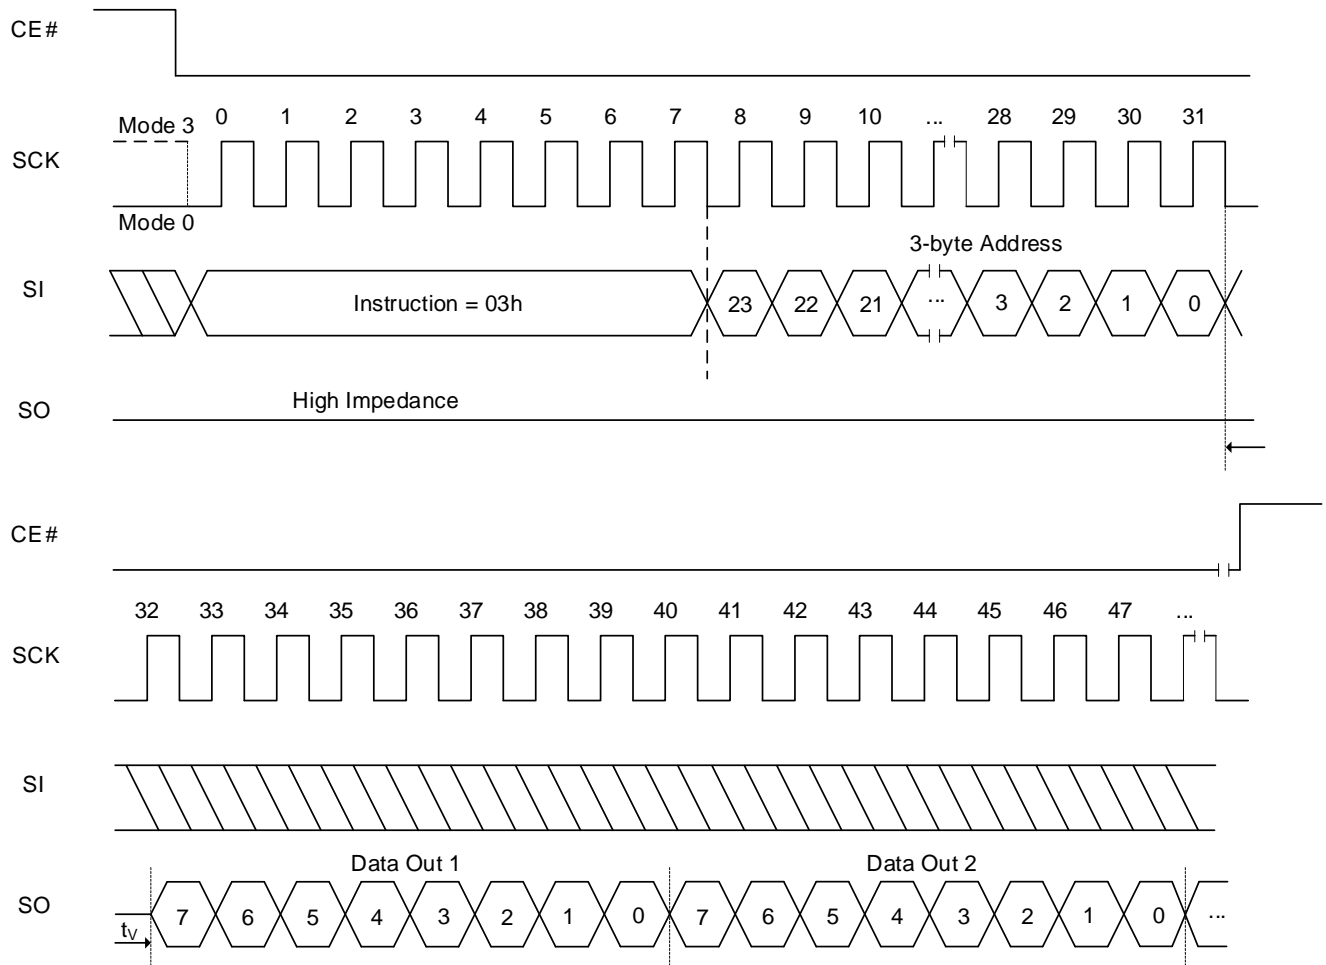 CE#
0 1 2 3 4 5 6 7 8 9 10 ... 28 29 30 31
Mode 3
SCK
Mode 0
3-byte Address
SI
Instruction = 03h
23 22 21 ... 3 2 1 0
High Impedance
SO
CE#
32 33 34 35 36 37 38 39 40 41 42 43 44 45 46 47 ...
SCK
SI
Data Out 1
Data Out 2
SO
7 6 5 4 3 2 1 0 7 6 5 4 3 2 1 0 ...
tV